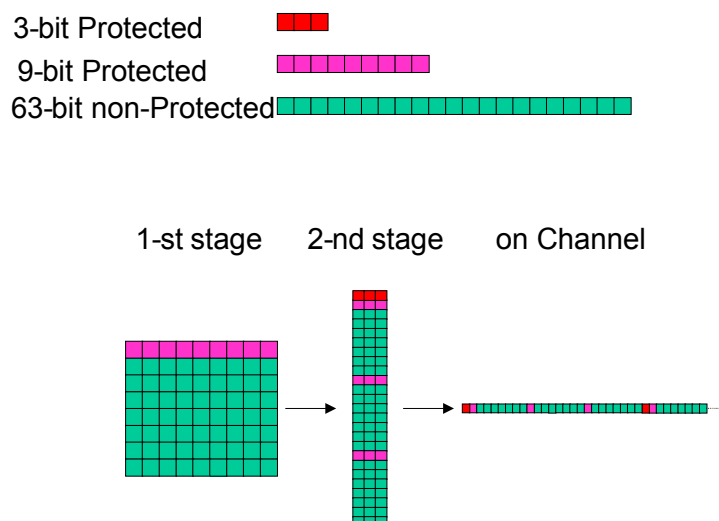 3-bit Protected
9-bit Protected
63-bit non-Protected
1-st stage 2-nd stage on Channel